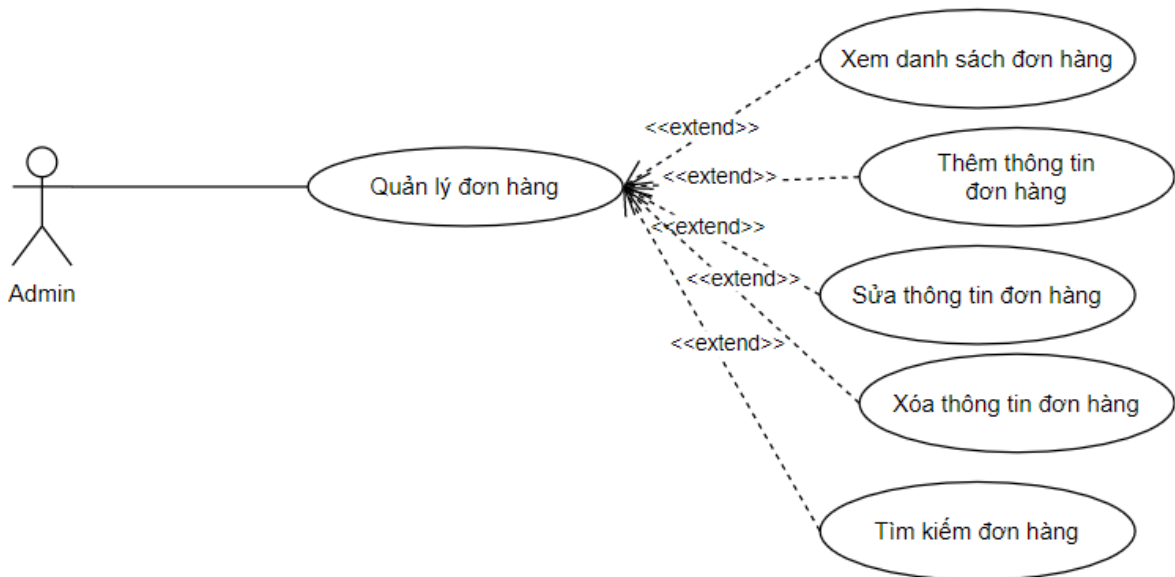 Xem danh sách đơn hàng
<<extend>>
Thêm thông tin
đơn hàng
<<extend>>
Quản lý đơn hàng
<<extend>>
<<extend>>
Sửa thông tin đơn hàng
Admin
<<extend>>
Xóa thông tin đơn hàng
Tìm kiếm đơn hàng